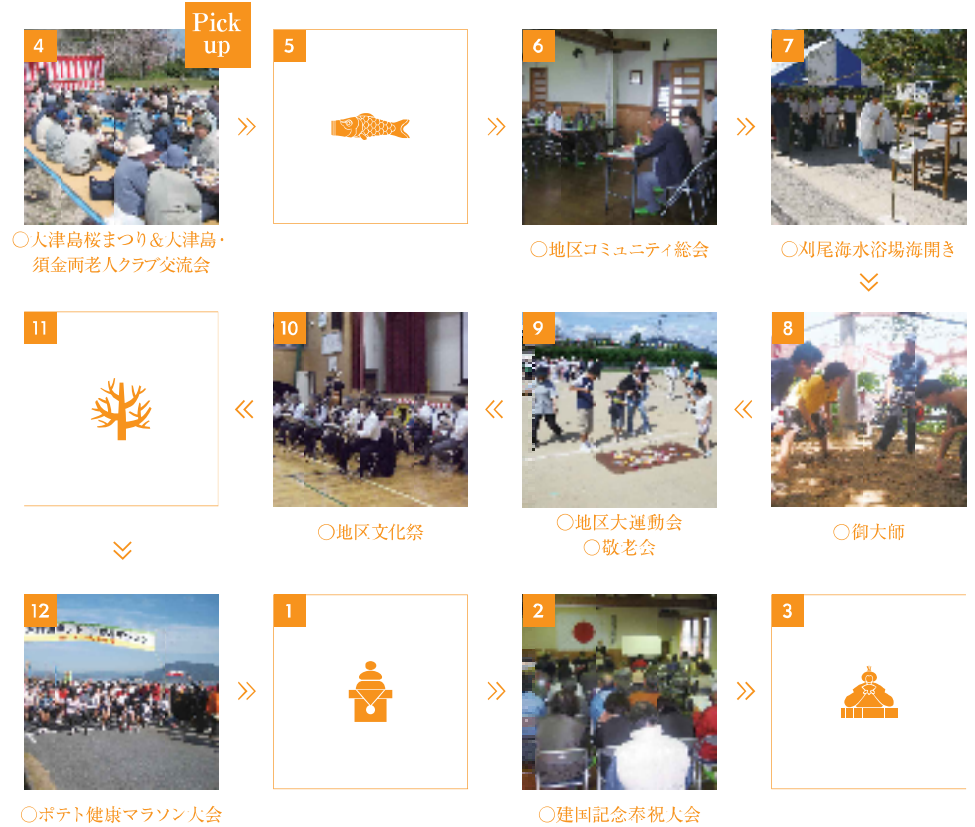 Pick
up
4
5
6
7
○大津島桜まつり&大津島・
須金両老人クラブ交流会
○地区コミュニティ総会
○刈尾海水浴場海開き
11
10
9
8
○地区文化祭
○地区大運動会
○敬老会
○御大師
12
1
2
3
○ポテト健康マラソン大会
○建国記念奉祝大会